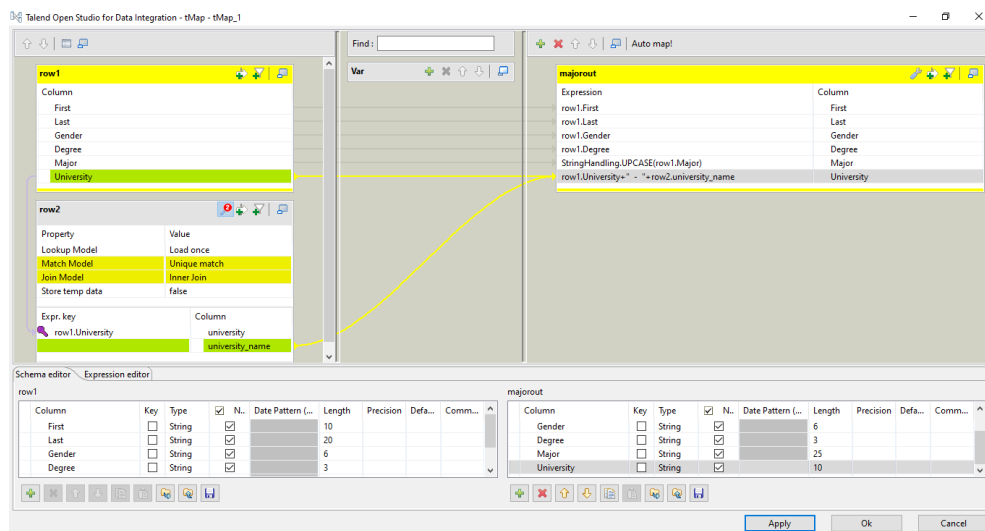 Talend Open Studio for Data Integration - tMap - tMap_1
Find :
Auto map!
row1
Column
First
Last
Gender
Degree
Major
University
row2
2
Property Value
Lookup Model Load once
Match Model Unique match
Join Model Inner Join
Store temp data false
Expr. key Column
row1.University university
university_name
Var
majorout
Expression Column
row1.First First
row1.Last Last
row1.Gender Gender
row1.Degree Degree
StringHandling.UPCASE(row1.Major) Major
row1.University+" - "+row2.university_name University
Schema editor Expression editor
row1
Column Key Type N.. Date Pattern (... Length Precision Defa... Comm...
First String 10
Last String 20
Gender String 6
Degree String 3
majorout
Column Key Type N.. Date Pattern (... Length Precision Defa... Comm...
Gender String 6
Degree String 3
Major String 25
University String 10
Apply Ok Cancel